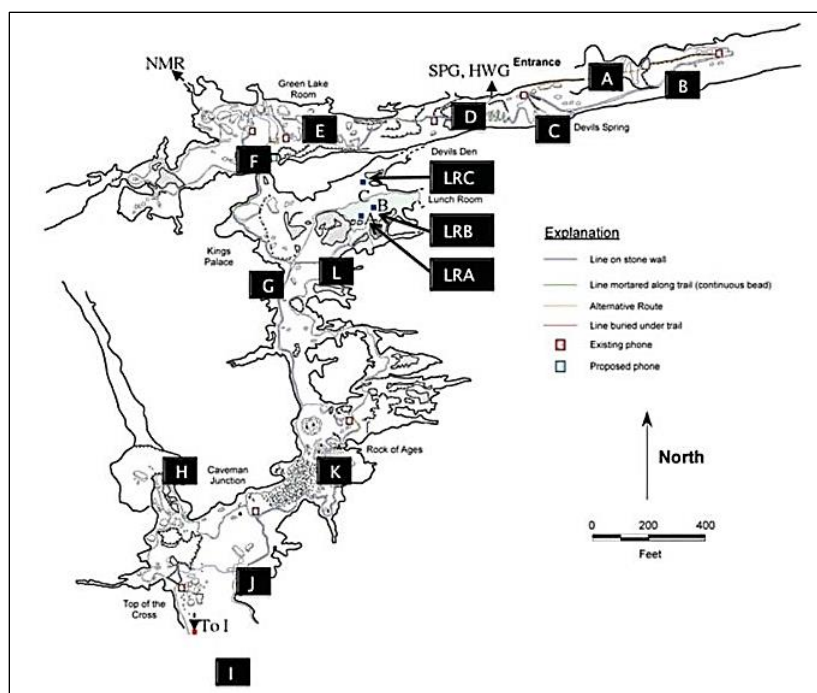 NMR
Green Lake
Room
SPG, HWG
Entrance
A
B
D
C
Devils Spring
E
F
Devils Den
LRC
C
B
A
Lunch Room
LRB
LRA
Kings
Palace
G
L
Explanation
Line on stone wall
Line mortared along trail (continuous bead)
Alternative Route
Line buried under trail
Existing phone
Proposed phone
North
0 200 400
Feet
H
Caveman
Junction
K
Rock of Ages
J
Top of the
Cross
To I
I